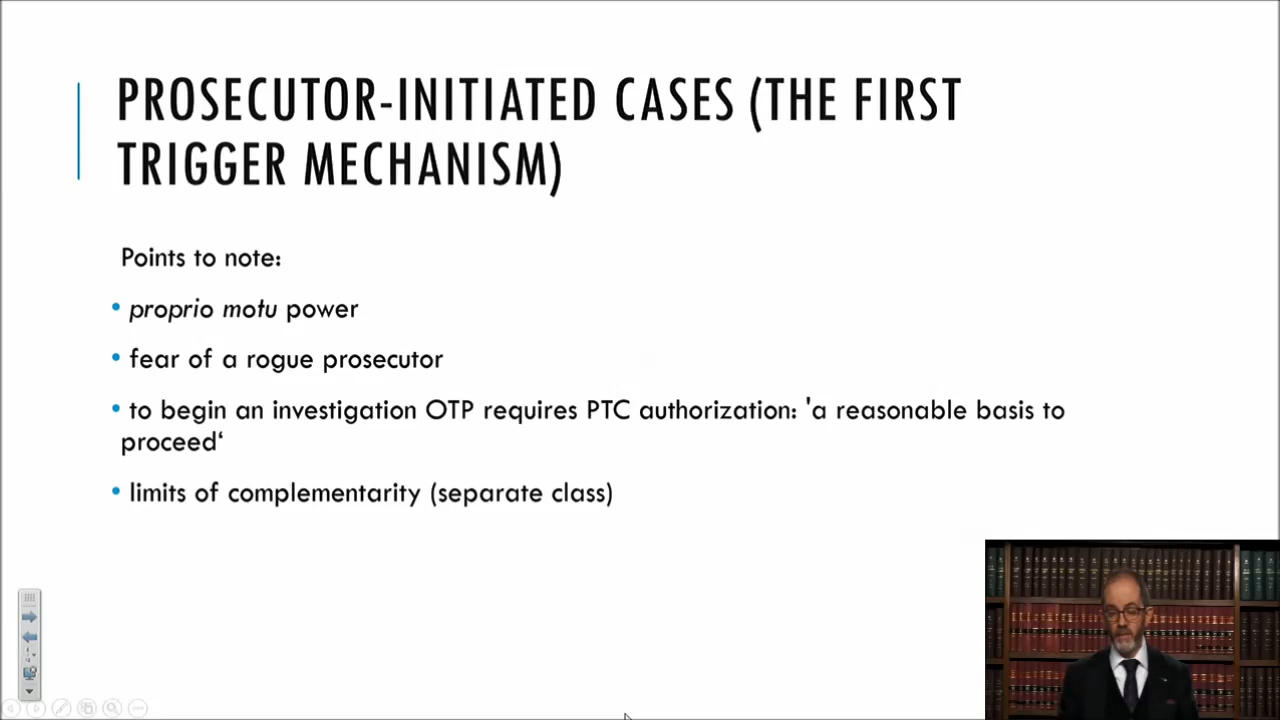 PROSECUTOR-INITIATED CASES (THE FIRST
TRIGGER MECHANISM)
Points to note:
• proprio motu power
• fear of a rogue prosecutor
• to begin an investigation OTP requires PTC authorization: 'a reasonable basis to
proceed‘
• limits of complementarity (separate class)